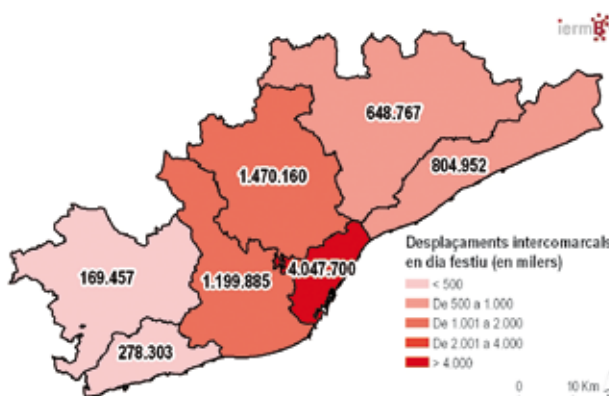 iermB
648.767
804.952
1.470.160
4.047.700
1.199.885
169.457
278.303
Desplaçaments intercomarcals
en dia festiu (en milers)
< 500
De 500 a 1.000
De 1.001 a 2.000
De 2.001 a 4.000
> 4.000
0 10 Km